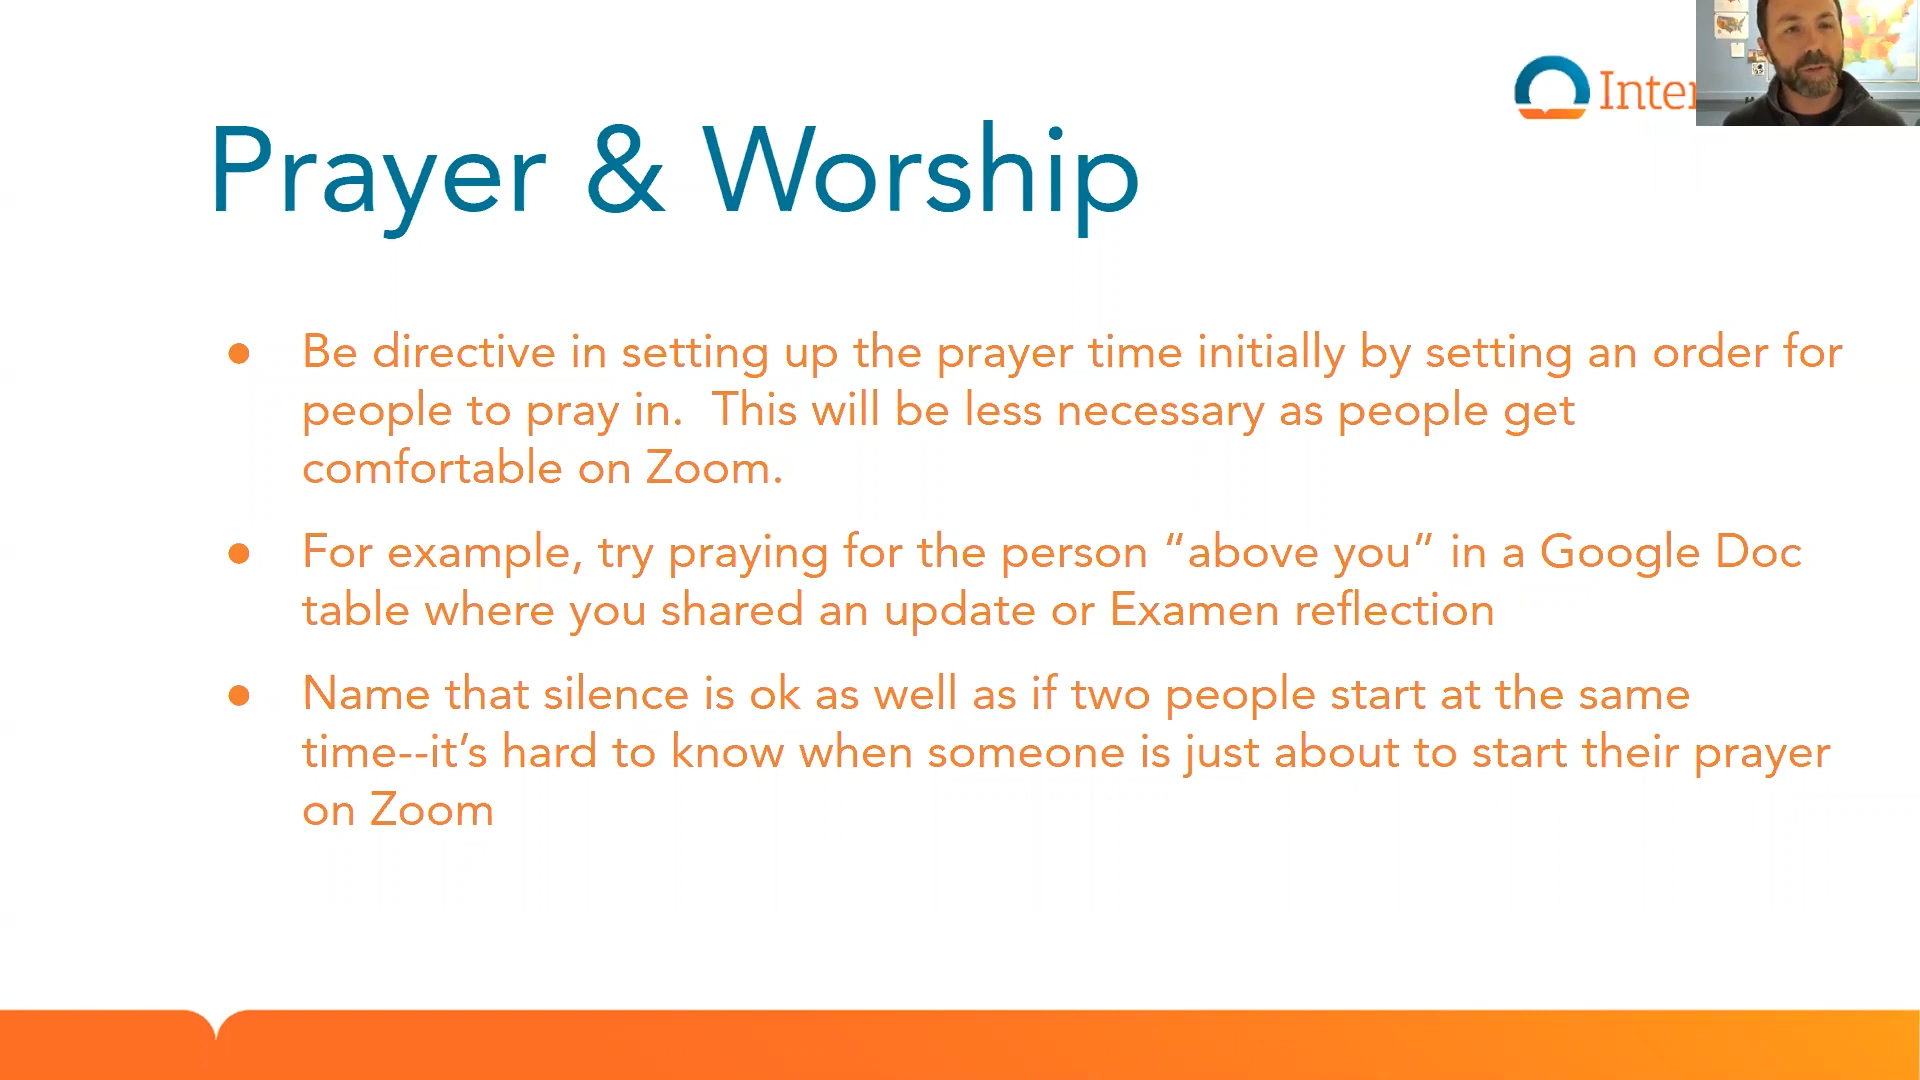 Inter
Prayer & Worship
● Be directive in setting up the prayer time initially by setting an order for
people to pray in.  This will be less necessary as people get
comfortable on Zoom.
● For example, try praying for the person “above you” in a Google Doc
table where you shared an update or Examen reflection
● Name that silence is ok as well as if two people start at the same
time--it’s hard to know when someone is just about to start their prayer
on Zoom